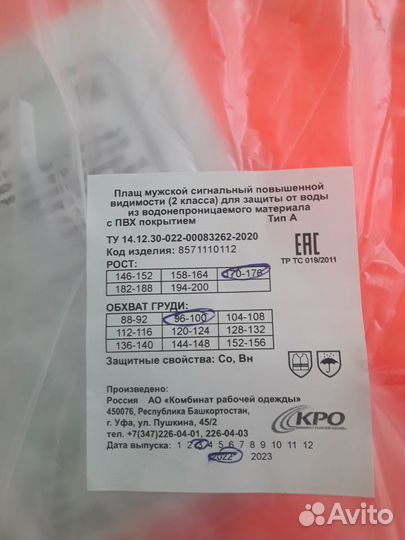 Плащ мужской сигнальный повышенной
видимости (2 класса) для защиты от воды
из водонепроницаемого материала
с ПВХ покрытием Тип А
ТУ 14.12.30-022-00083262-2020
Код изделия: 8571110112
EAC
ТР ТС 019/2011
РОСТ:
146-152 158-164 170-176
182-188 194-200
ОБХВАТ ГРУДИ:
88-92 96-100 104-108
112-116 120-124 128-132
136-140 144-148 152-156
Защитные свойства: Со, Вн
Произведено:
Россия АО «Комбинат рабочей одежды»
450076, Республика Башкортостан,
г. Уфа, ул. Пушкина, 45/2
тел. +7(347)226-04-01, 226-04-03
КРО
Дата выпуска: 1 2 3 4 5 6 7 8 9 10 11 12
2022 2023
Avito